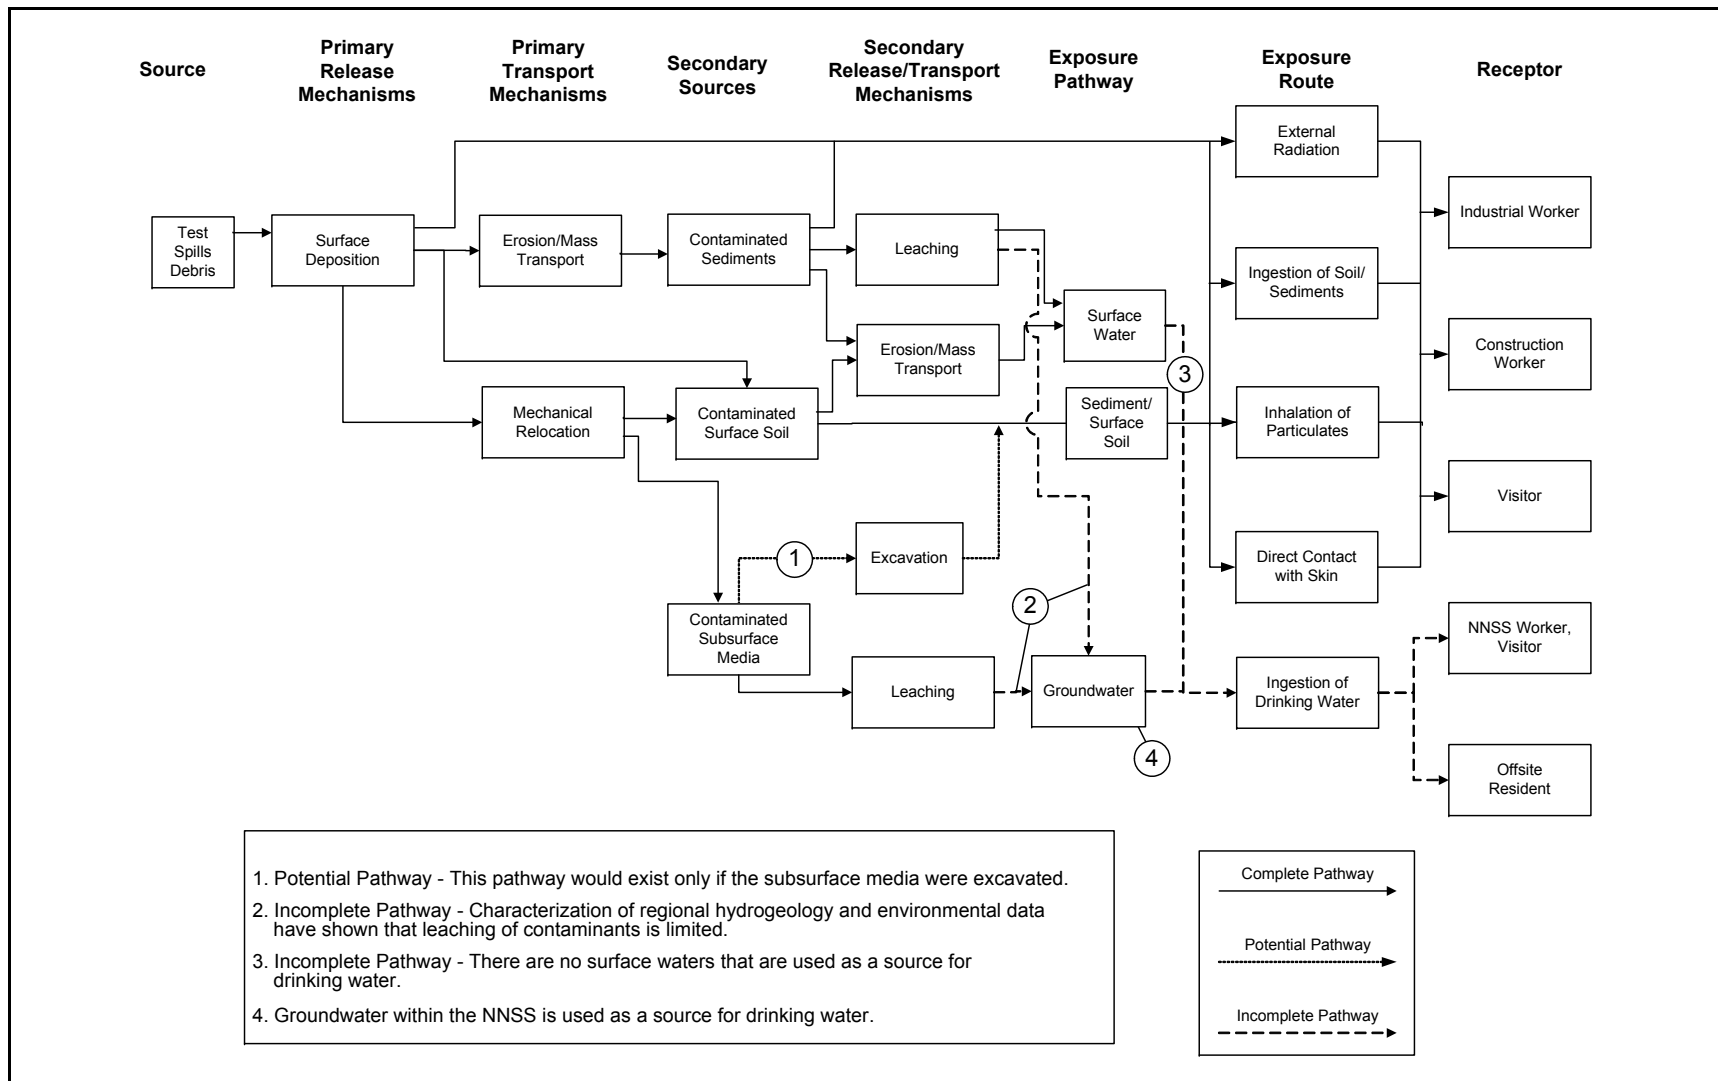 Source
Primary
Release
Mechanisms
Primary
Transport
Mechanisms
Secondary
Sources
Secondary
Release/Transport
Mechanisms
Exposure
Pathway
Exposure
Route
Receptor
Test
Spills
Debris
Surface
Deposition
Erosion/Mass
Transport
Mechanical
Relocation
Contaminated
Sediments
Contaminated
Surface Soil
Contaminated
Subsurface
Media
Leaching
Erosion/Mass
Transport
Excavation
Leaching
Surface
Water
Sediment/
Surface
Soil
Groundwater
External
Radiation
Ingestion of Soil/
Sediments
Inhalation of
Particulates
Direct Contact
with Skin
Ingestion of
Drinking Water
Industrial Worker
Construction
Worker
Visitor
NNSS Worker,
Visitor
Offsite
Resident
1
2
3
4
1. Potential Pathway - This pathway would exist only if the subsurface media were excavated.
2. Incomplete Pathway - Characterization of regional hydrogeology and environmental data
have shown that leaching of contaminants is limited.
3. Incomplete Pathway - There are no surface waters that are used as a source for
drinking water.
4. Groundwater within the NNSS is used as a source for drinking water.
Complete Pathway
Potential Pathway
Incomplete Pathway